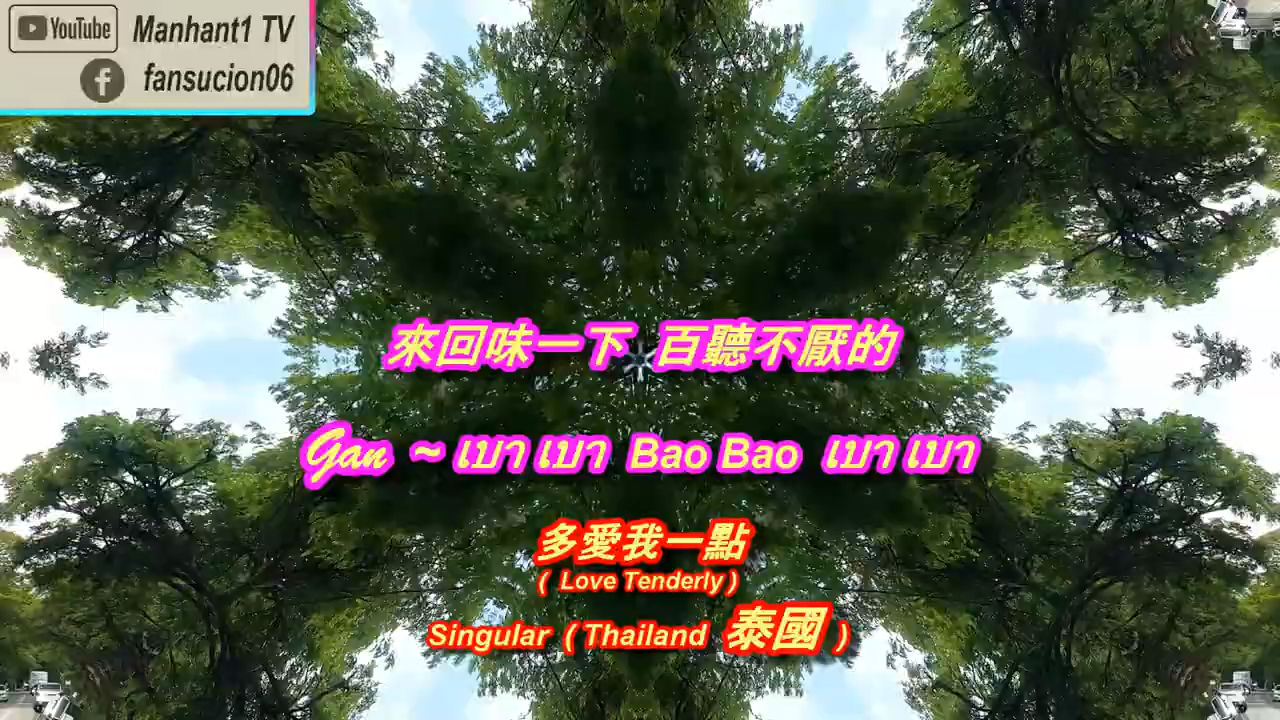 YouTube Manhant1 TV
fansucion06
來回味一下 百聽不厭的
Gan ~ เบา เบา Bao Bao เบา เบา
多愛我一點
( Love Tenderly )
Singular ( Thailand 泰國 )